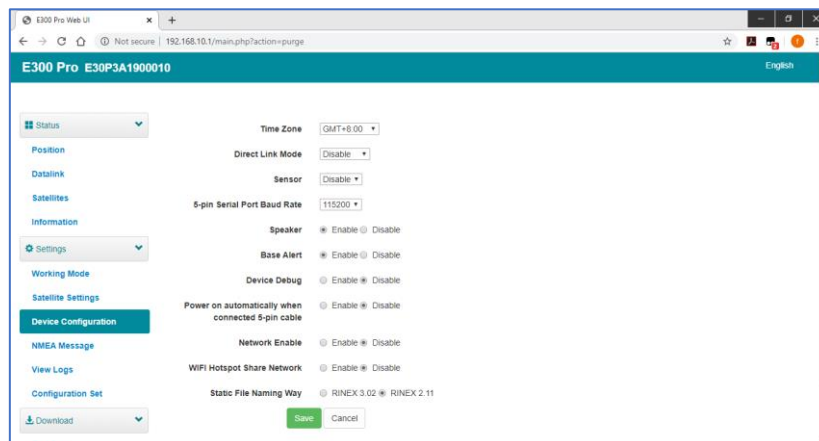 E300 Pro Web UI
Not secure | 192.168.10.1/main.php?action=purge
E300 Pro E30P3A1900010
English
Status
Position
Datalink
Satellites
Information
Settings
Working Mode
Satellite Settings
Device Configuration
NMEA Message
View Logs
Configuration Set
Download
Time Zone GMT+8:00
Direct Link Mode Disable
Sensor Disable
5-pin Serial Port Baud Rate 115200
Speaker Enable Disable
Base Alert Enable Disable
Device Debug Enable Disable
Power on automatically when
connected 5-pin cable Enable Disable
Network Enable Enable Disable
WIFI Hotspot Share Network Enable Disable
Static File Naming Way RINEX 3.02 RINEX 2.11
Save Cancel